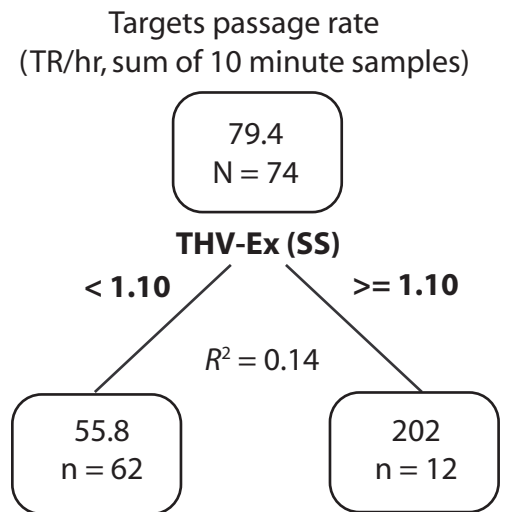 Targets passage rate
(TR/hr, sum of 10 minute samples)
79.4
N = 74
THV-Ex (SS)
< 1.10
>= 1.10
R² = 0.14
55.8
n = 62
202
n = 12